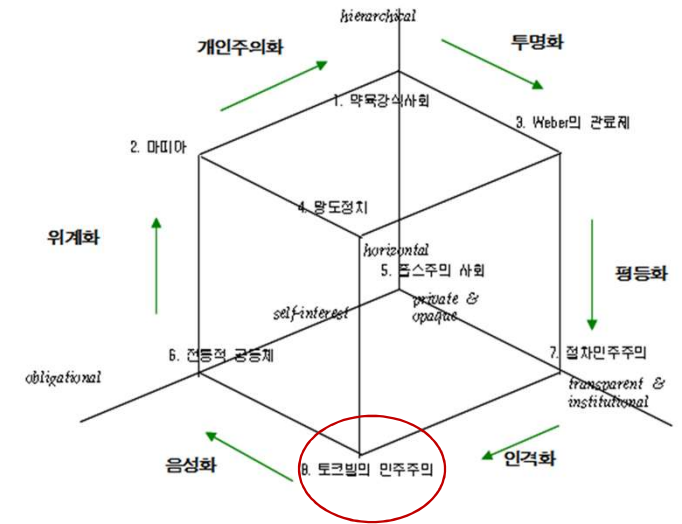 hierarchical
개인주의화
투명화
1. 약육강식사회
3. Weber의 관료제
2. 마피아
4. 망도정치
위계화
horizontal
5. 홉스주의 사회
평등화
self-interest
private &
opaque
6. 전통적 공동체
7. 절차민주주의
obligational
transparent &
institutional
음성화
8. 토크빌의 민주주의
인격화